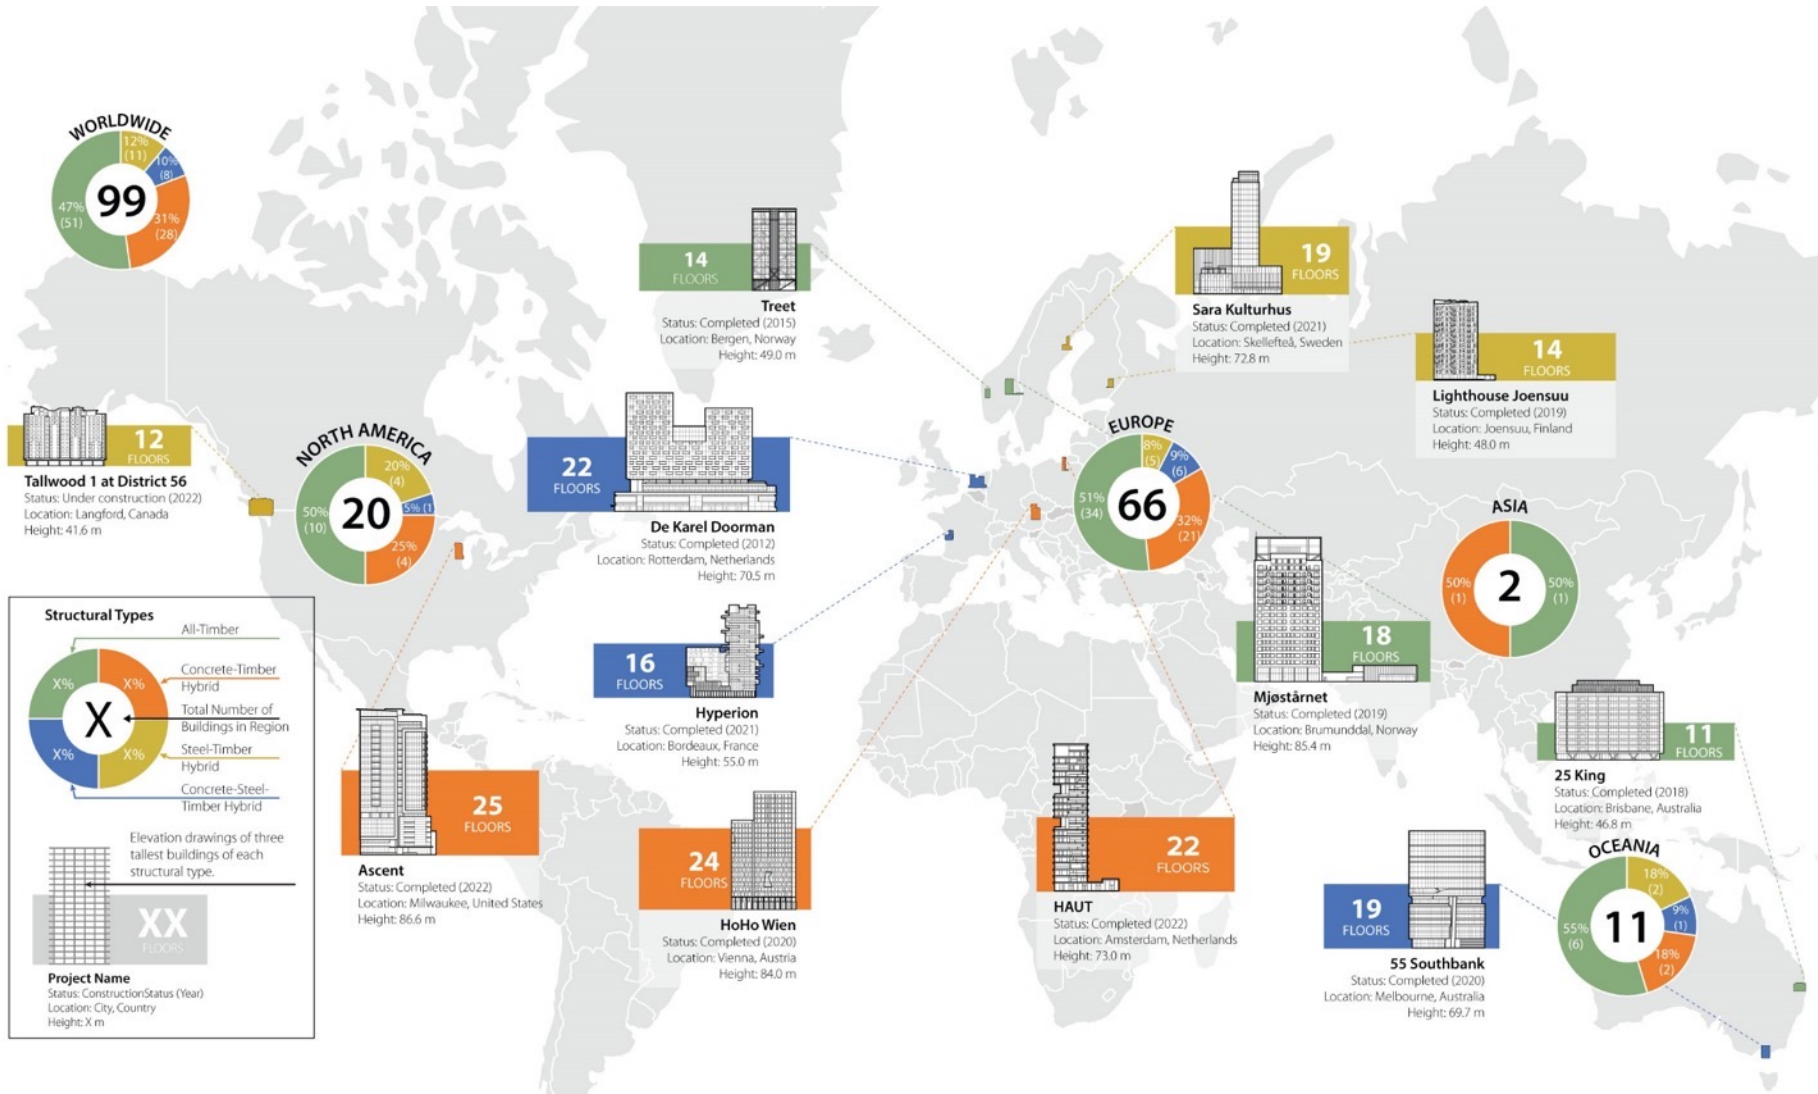 WORLDWIDE
99
12%
(11)
10%
(8)
31%
(28)
47%
(51)
14
FLOORS
Treet
Status: Completed (2015)
Location: Bergen, Norway
Height: 49.0 m
19
FLOORS
Sara Kulturhus
Status: Completed (2021)
Location: Skellefteå, Sweden
Height: 72.8 m
14
FLOORS
Lighthouse Joensuu
Status: Completed (2019)
Location: Joensuu, Finland
Height: 48.0 m
12
FLOORS
Tallwood 1 at District 56
Status: Under construction (2022)
Location: Langford, Canada
Height: 41.6 m
NORTH AMERICA
20
20%
(4)
5% (1
25%
(4)
50%
(10)
22
FLOORS
De Karel Doorman
Status: Completed (2012)
Location: Rotterdam, Netherlands
Height: 70.5 m
EUROPE
66
8%
(5)
9%
(6)
32%
(21)
51%
(34)
ASIA
2
50%
(1)
50%
(1)
Structural Types
All-Timber
Concrete-Timber
Hybrid
Total Number of
Buildings in Region
Steel-Timber
Hybrid
Concrete-Steel-
Timber Hybrid
X%
X%
X
X%
X%
Elevation drawings of three
tallest buildings of each
structural type.
XX
FLOORS
Project Name
Status: ConstructionStatus (Year)
Location: City, Country
Height: X m
16
FLOORS
Hyperion
Status: Completed (2021)
Location: Bordeaux, France
Height: 55.0 m
18
FLOORS
Mjøstårnet
Status: Completed (2019)
Location: Brumunddal, Norway
Height: 85.4 m
11
FLOORS
25 King
Status: Completed (2018)
Location: Brisbane, Australia
Height: 46.8 m
25
FLOORS
Ascent
Status: Completed (2022)
Location: Milwaukee, United States
Height: 86.6 m
24
FLOORS
HoHo Wien
Status: Completed (2020)
Location: Vienna, Austria
Height: 84.0 m
22
FLOORS
HAUT
Status: Completed (2022)
Location: Amsterdam, Netherlands
Height: 73.0 m
19
FLOORS
55 Southbank
Status: Completed (2020)
Location: Melbourne, Australia
Height: 69.7 m
OCEANIA
11
18%
(2)
9%
(1)
18%
(2)
55%
(6)